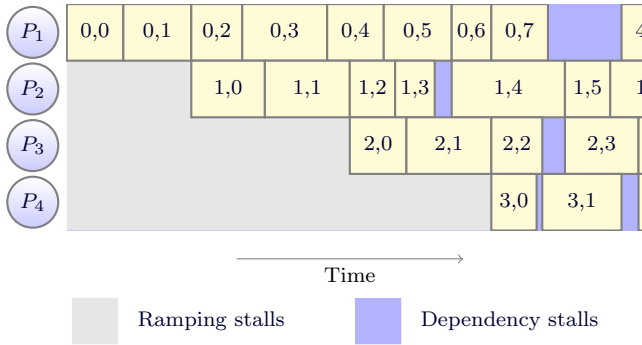 P1 0,0 0,1 0,2 0,3 0,4 0,5 0,6 0,7 4
P2 1,0 1,1 1,2 1,3 1,4 1,5 1
P3 2,0 2,1 2,2 2,3
P4 3,0 3,1
Time
Ramping stalls Dependency stalls